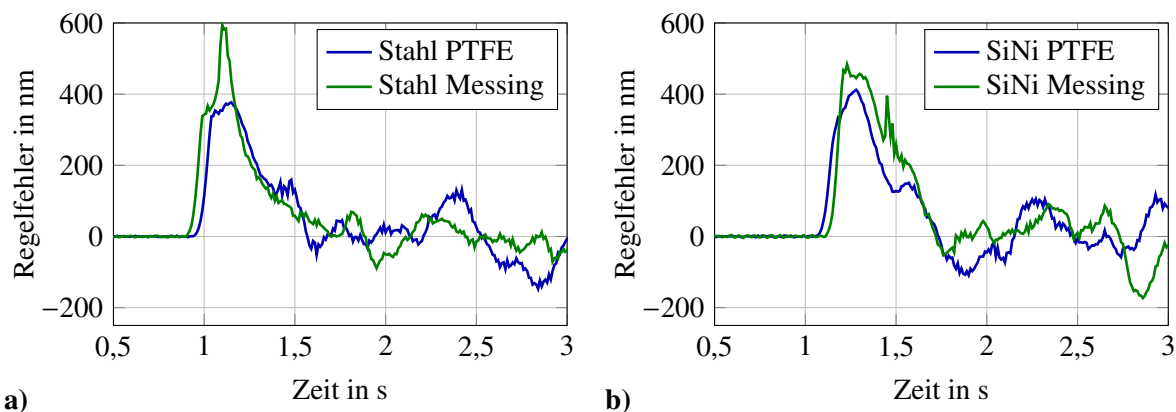 600
400
200
0
−200
0,5 1 1,5 2 2,5 3
Regelfehler in nm
Zeit in s
Stahl PTFE
Stahl Messing
a)
600
400
200
0
−200
0,5 1 1,5 2 2,5 3
Regelfehler in nm
Zeit in s
SiNi PTFE
SiNi Messing
b)